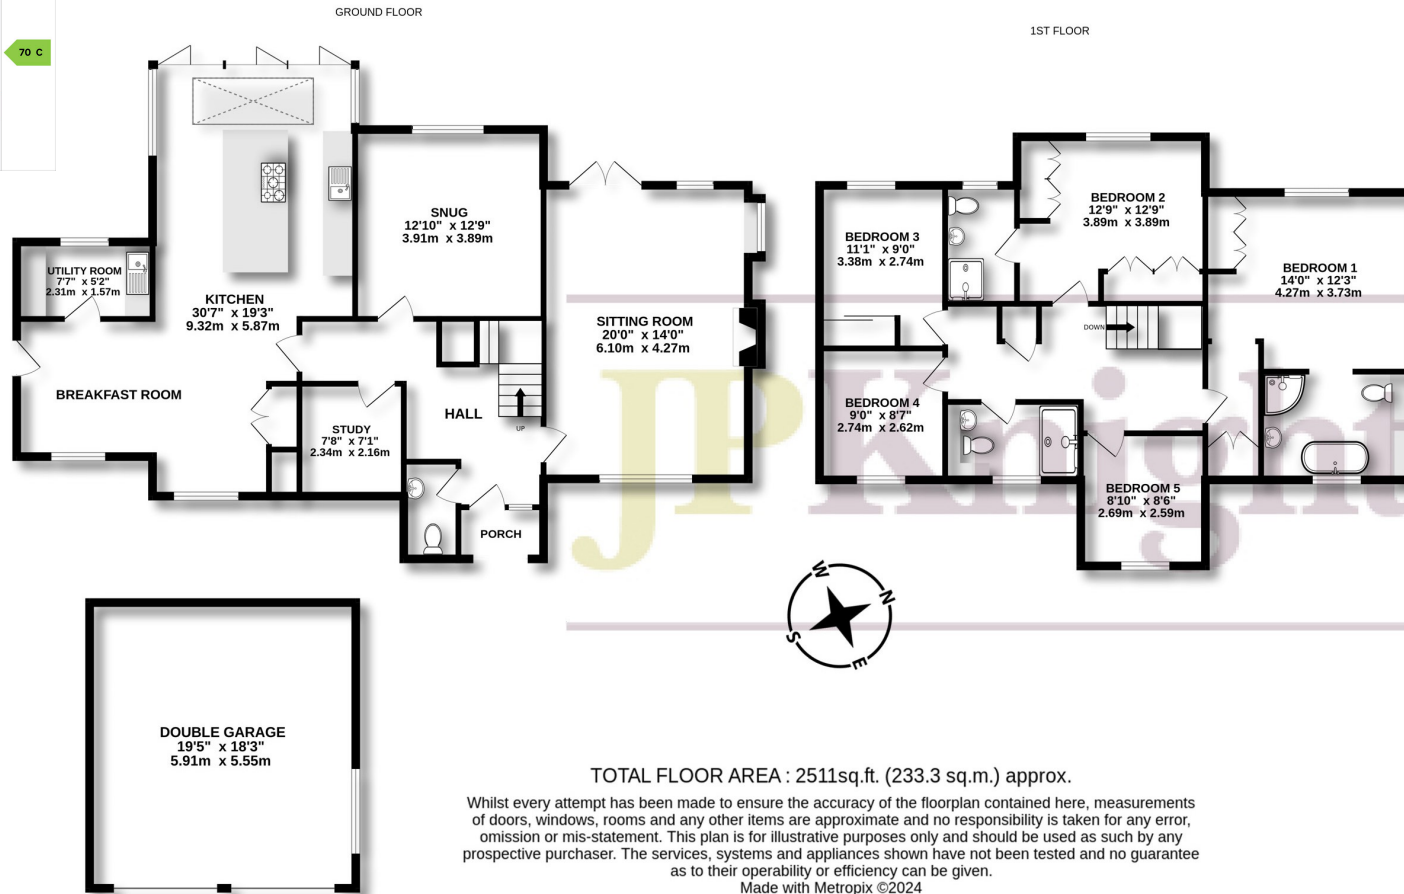 GROUND FLOOR
1ST FLOOR
70 C
SNUG
12'10" x 12'9"
3.91m x 3.89m
UTILITY ROOM
7'7" x 5'2"
2.31m x 1.57m
KITCHEN
30'7" x 19'3"
9.32m x 5.87m
SITTING ROOM
20'0" x 14'0"
6.10m x 4.27m
BREAKFAST ROOM
HALL
UP
STUDY
7'8" x 7'1"
2.34m x 2.16m
PORCH
BEDROOM 2
12'9" x 12'9"
3.89m x 3.89m
BEDROOM 3
11'1" x 9'0"
3.38m x 2.74m
BEDROOM 1
14'0" x 12'3"
4.27m x 3.73m
DOWN
BEDROOM 4
9'0" x 8'7"
2.74m x 2.62m
BEDROOM 5
8'10" x 8'6"
2.69m x 2.59m
JPKnight
W
N
S
E
DOUBLE GARAGE
19'5" x 18'3"
5.91m x 5.55m
TOTAL FLOOR AREA : 2511sq.ft. (233.3 sq.m.) approx.
Whilst every attempt has been made to ensure the accuracy of the floorplan contained here, measurements
of doors, windows, rooms and any other items are approximate and no responsibility is taken for any error,
omission or mis-statement. This plan is for illustrative purposes only and should be used as such by any
prospective purchaser. The services, systems and appliances shown have not been tested and no guarantee
as to their operability or efficiency can be given.
Made with Metropix ©2024